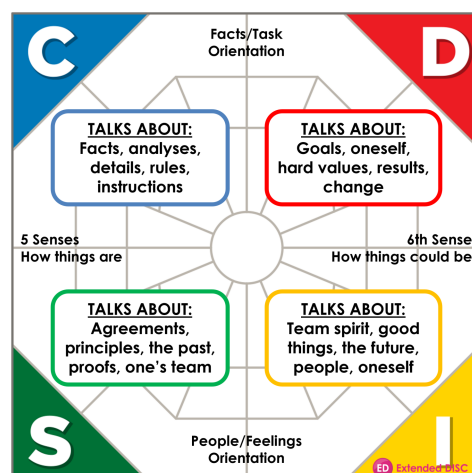 C
Facts/Task
Orientation
D
TALKS ABOUT:
Facts, analyses,
details, rules,
instructions
TALKS ABOUT:
Goals, oneself,
hard values, results,
change
5 Senses
How things are
6th Sense
How things could be
TALKS ABOUT:
Agreements,
principles, the past,
proofs, one's team
TALKS ABOUT:
Team spirit, good
things, the future,
people, oneself
S
People/Feelings
Orientation
I
ED Extended DISC